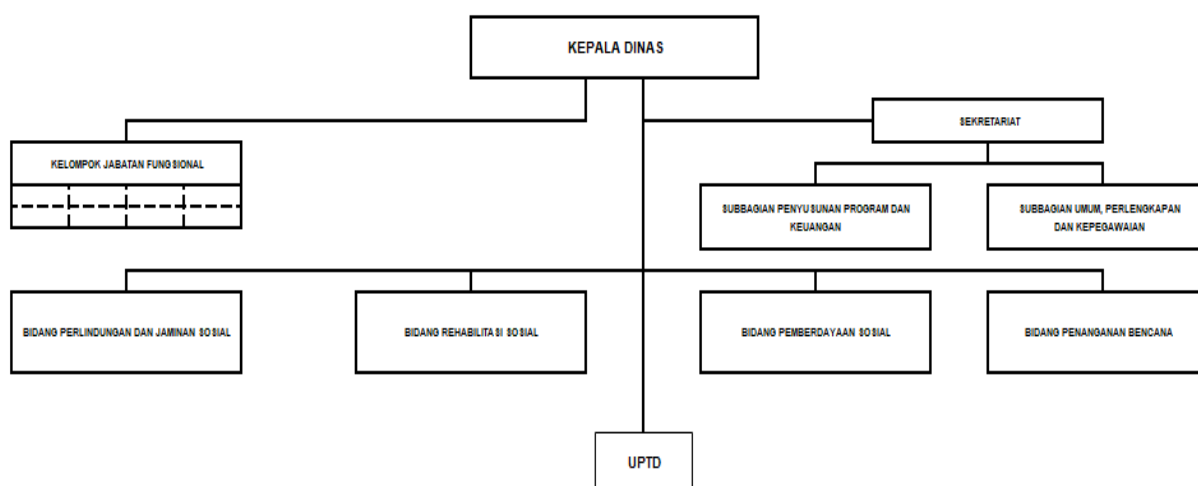 KEPALA DINAS
SEKRETARIAT
KELOMPOK JABATAN FUNGSIONAL
SUBBAGIAN PENYUSUNAN PROGRAM DAN
KEUANGAN
SUBBAGIAN UMUM, PERLENGKAPAN
DAN KEPEGAWAIAN
BIDANG PERLINDUNGAN DAN JAMINAN SOSIAL
BIDANG REHABILITASI SOSIAL
BIDANG PEMBERDAYAAN SOSIAL
BIDANG PENANGANAN BENCANA
UPTD